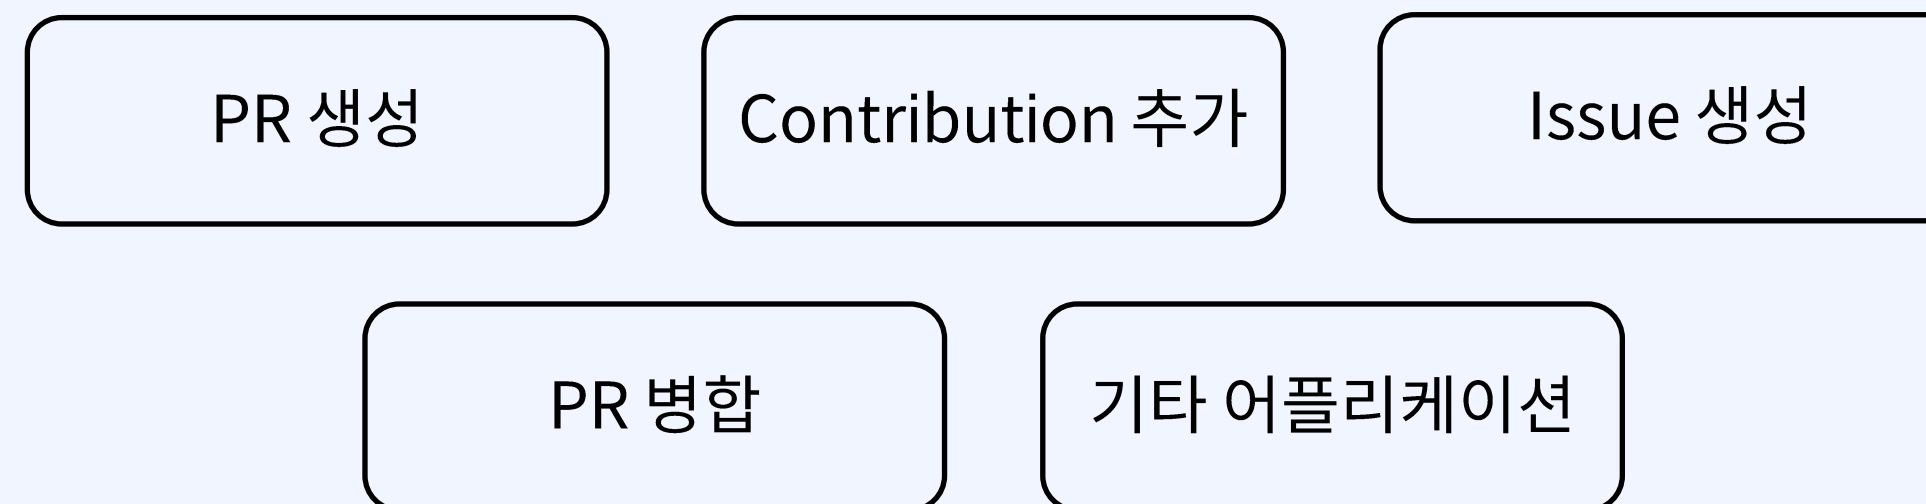 PR 생성
Contribution 추가
Issue 생성
PR 병합
기타 어플리케이션